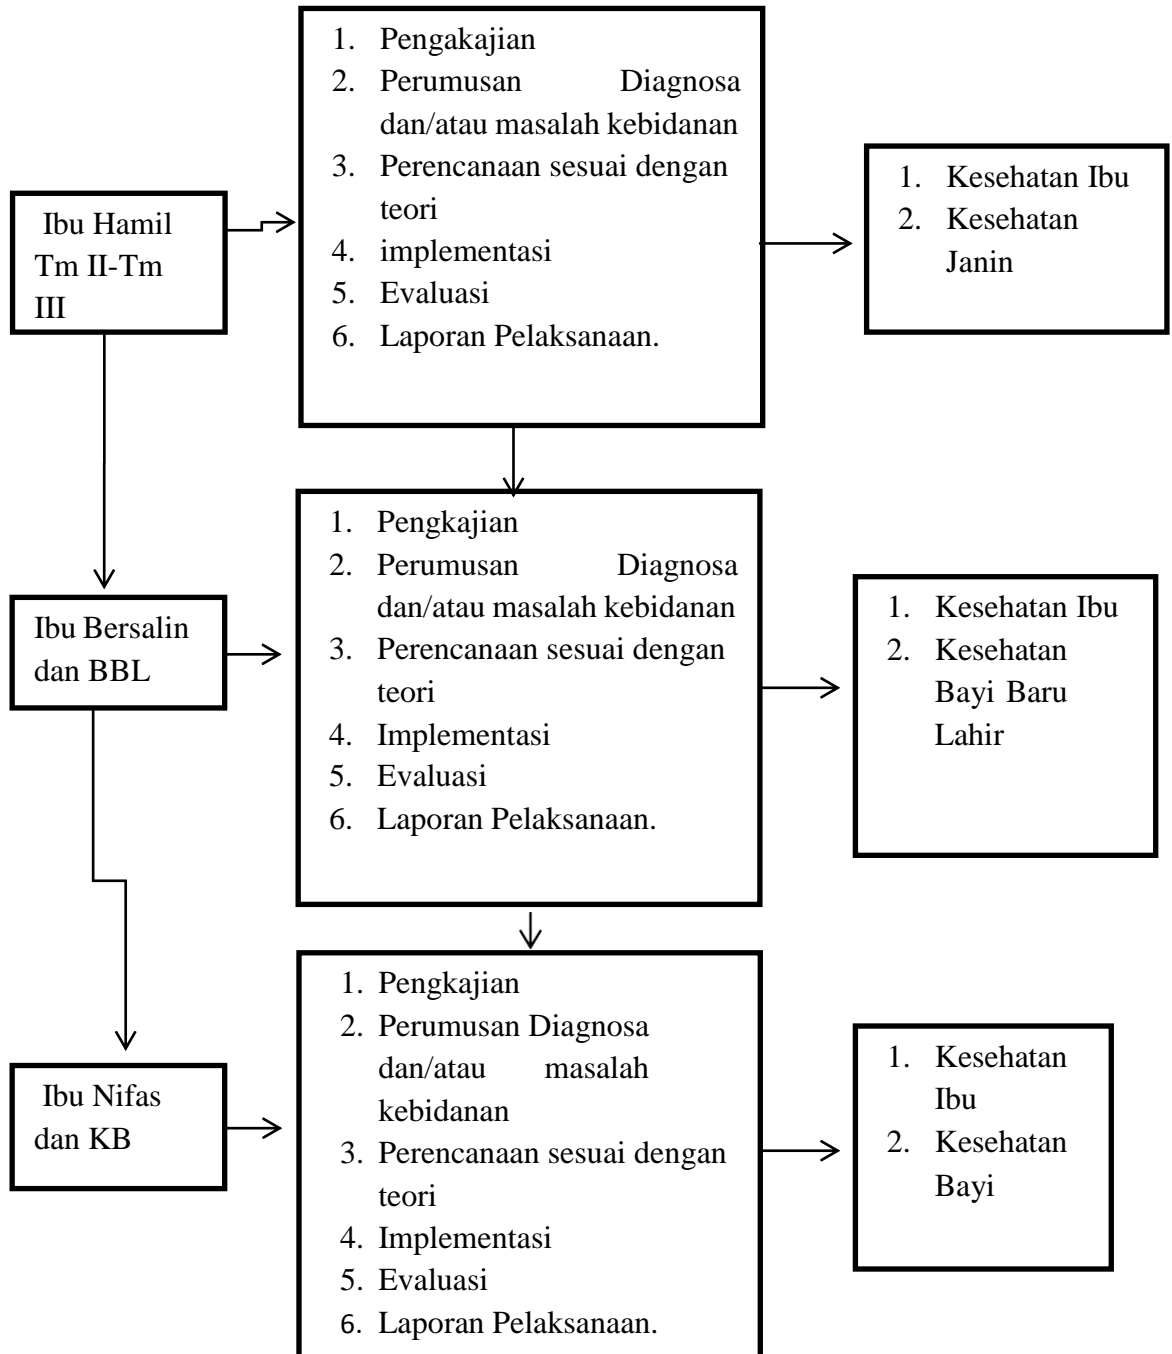 Ibu Hamil
Tm II-Tm
III
1. Pengakajian
2. Perumusan Diagnosa
dan/atau masalah kebidanan
3. Perencanaan sesuai dengan
teori
4. implementasi
5. Evaluasi
6. Laporan Pelaksanaan.
1. Kesehatan Ibu
2. Kesehatan
Janin
Ibu Bersalin
dan BBL
1. Pengkajian
2. Perumusan Diagnosa
dan/atau masalah kebidanan
3. Perencanaan sesuai dengan
teori
4. Implementasi
5. Evaluasi
6. Laporan Pelaksanaan.
1. Kesehatan Ibu
2. Kesehatan
Bayi Baru
Lahir
Ibu Nifas
dan KB
1. Pengkajian
2. Perumusan Diagnosa
dan/atau masalah
kebidanan
3. Perencanaan sesuai dengan
teori
4. Implementasi
5. Evaluasi
6. Laporan Pelaksanaan.
1. Kesehatan
Ibu
2. Kesehatan
Bayi